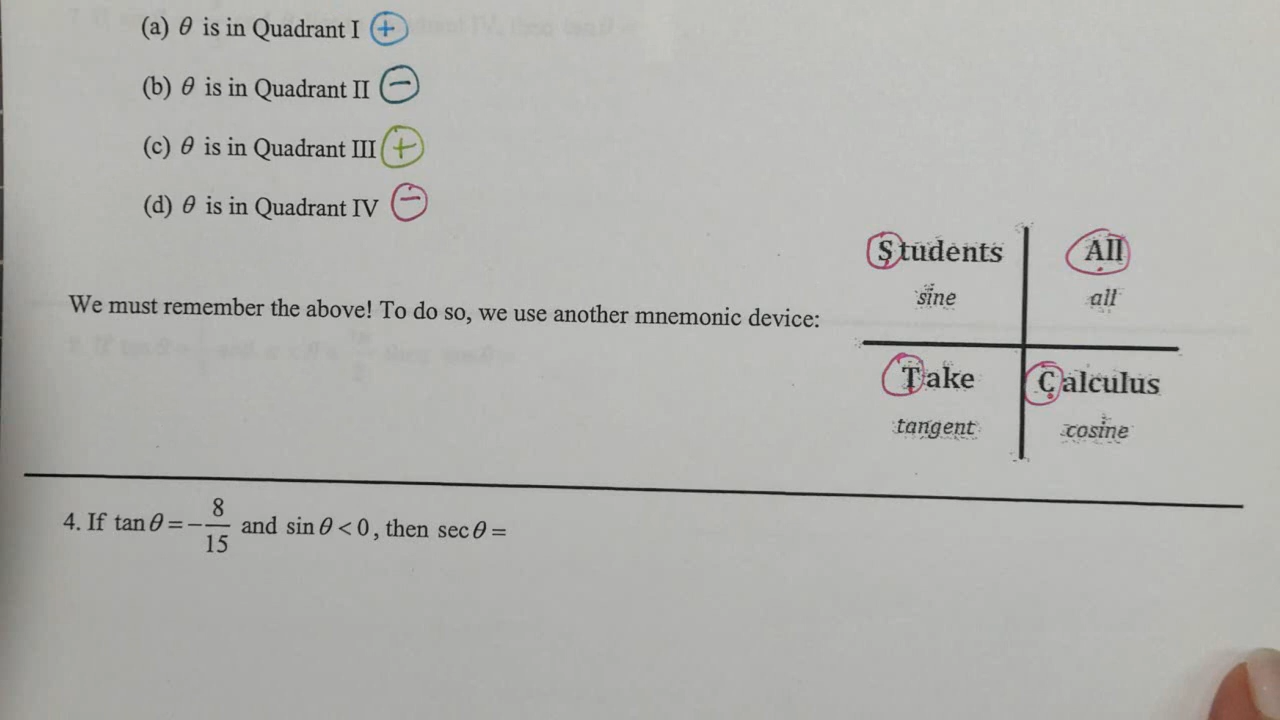 (a) θ is in Quadrant I +
(b) θ is in Quadrant II −
(c) θ is in Quadrant III +
(d) θ is in Quadrant IV −
Students All
sine all
We must remember the above! To do so, we use another mnemonic device:
Take Calculus
tangent cosine
4. If tan θ = −8/15 and sin θ < 0, then sec θ =